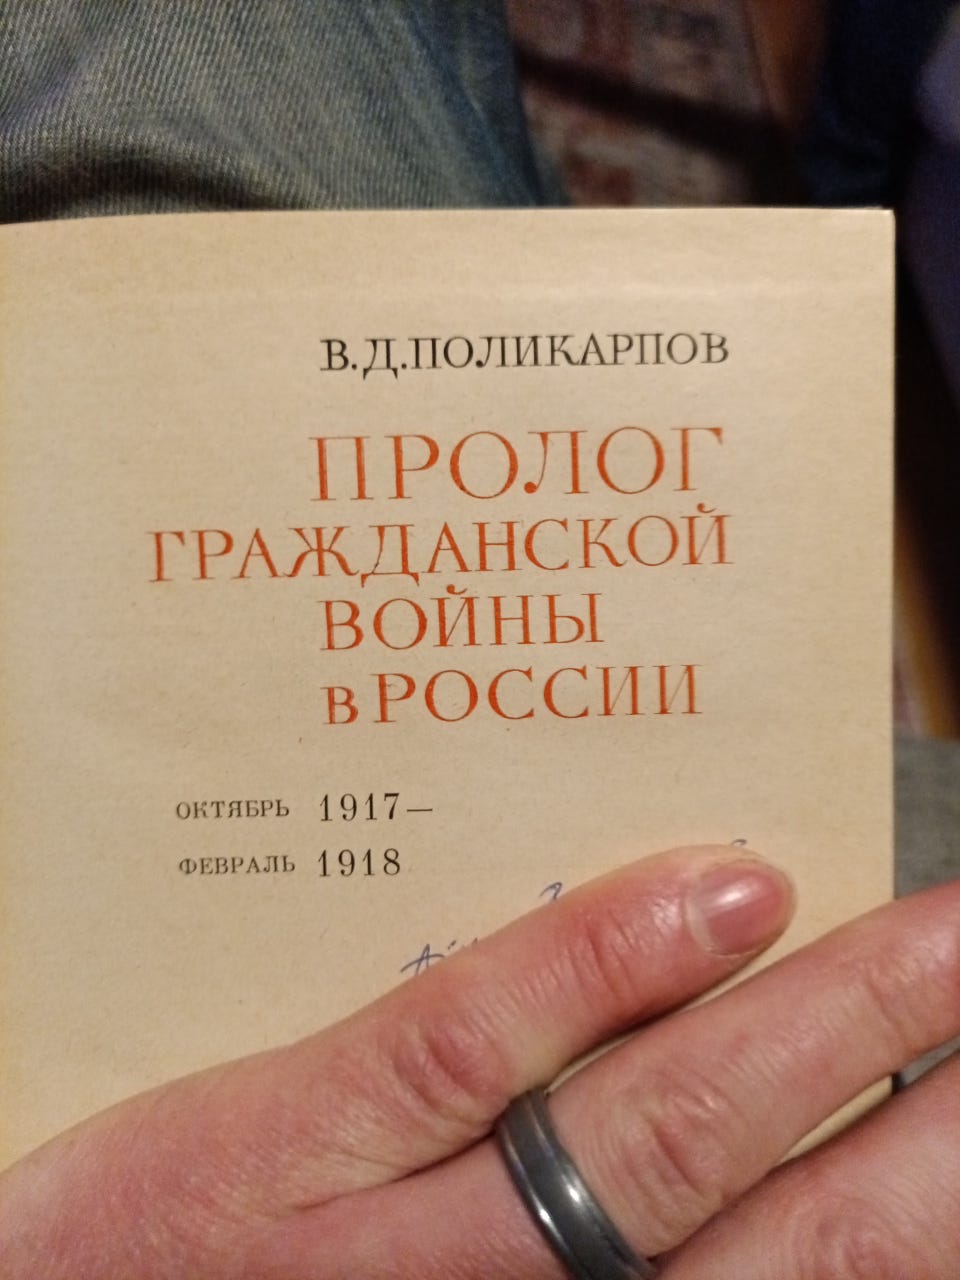 В.Д.ПОЛИКАРПОВ
ПРОЛОГ
ГРАЖДАНСКОЙ
ВОЙНЫ
в РОССИИ
ОКТЯБРЬ 1917—
ФЕВРАЛЬ 1918